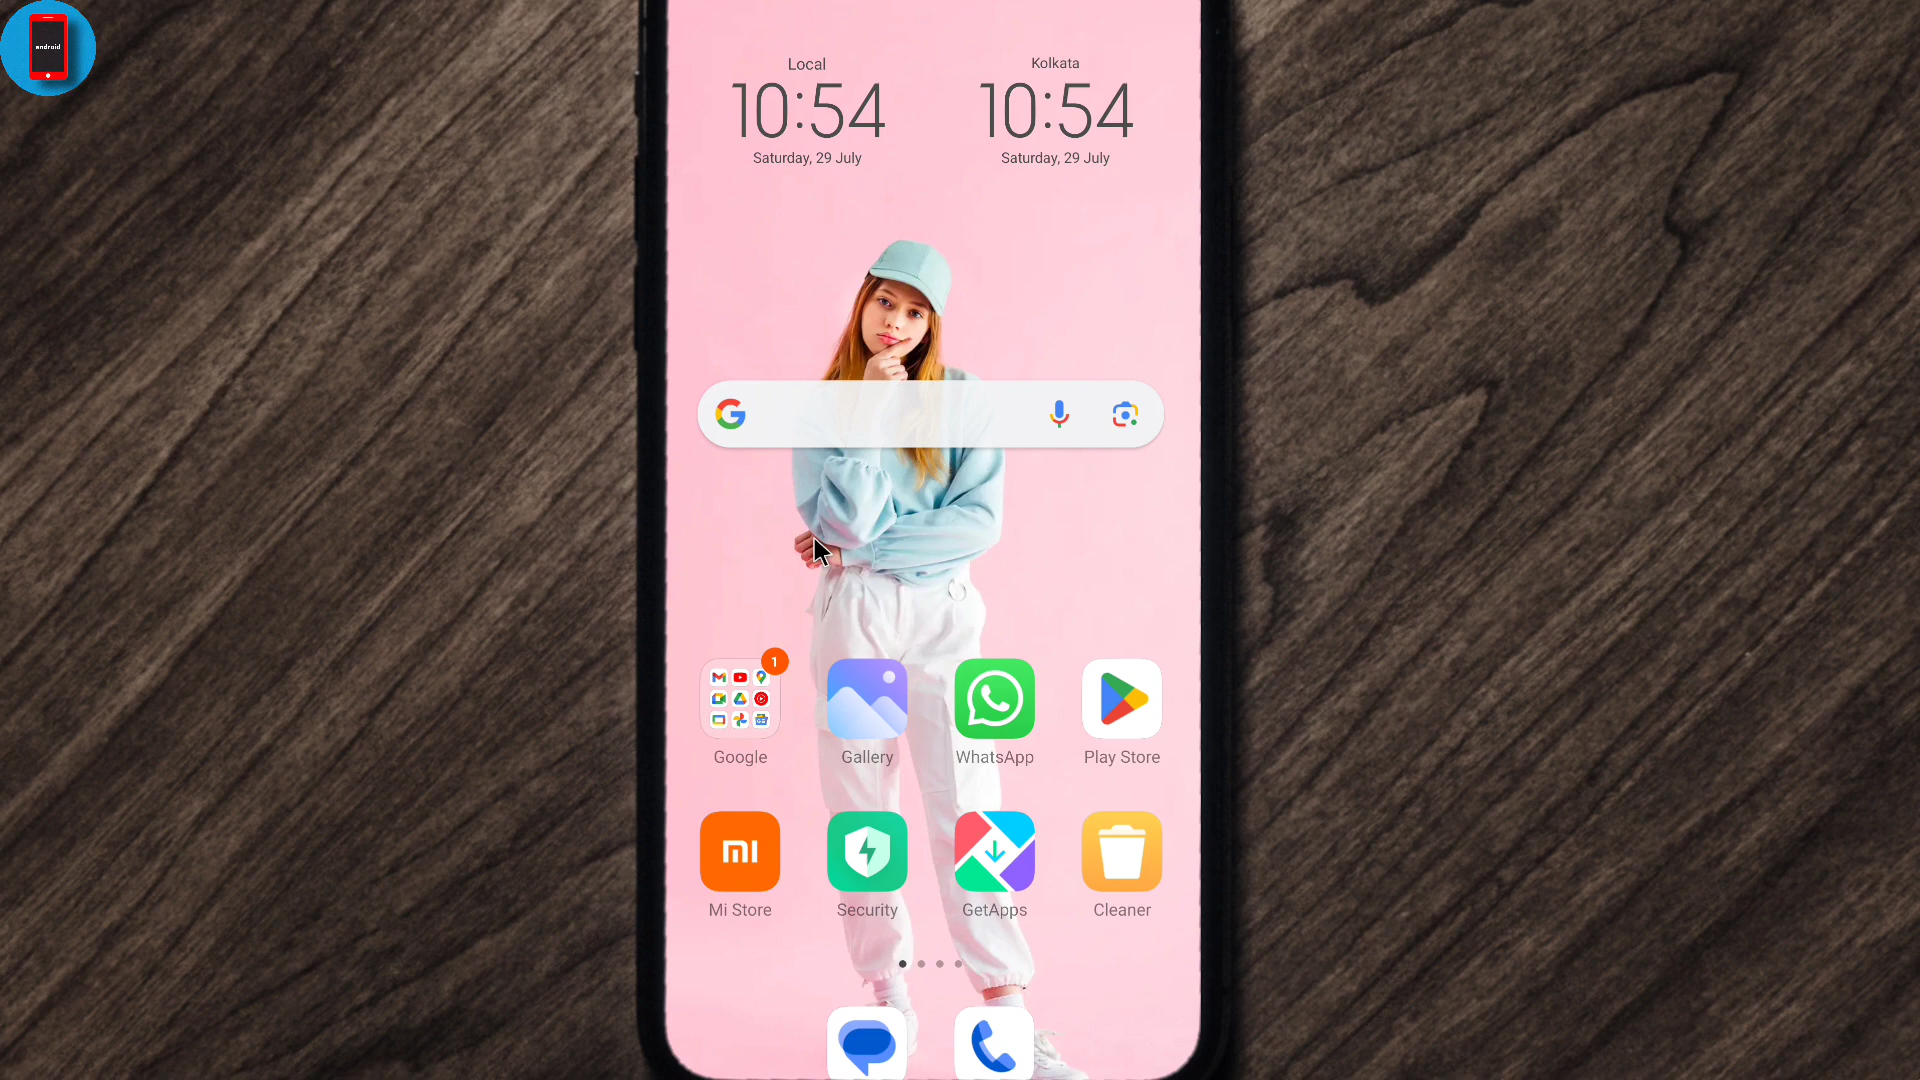 android
Local
Kolkata
10:54
10:54
Saturday, 29 July
Saturday, 29 July
1
Google
Gallery
WhatsApp
Play Store
mi
Mi Store
Security
GetApps
Cleaner